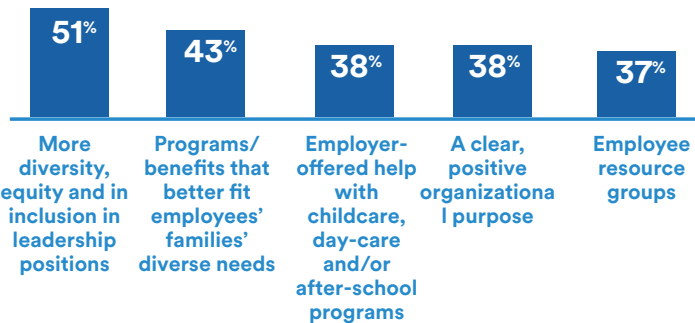 51%
43%
38%
38%
37%
More
diversity,
equity and in
inclusion in
leadership
positions
Programs/
benefits that
better fit
employees’
families’
diverse needs
Employer-
offered help
with
childcare,
day-care
and/or
after-school
programs
A clear,
positive
organizationa
l purpose
Employee
resource
groups